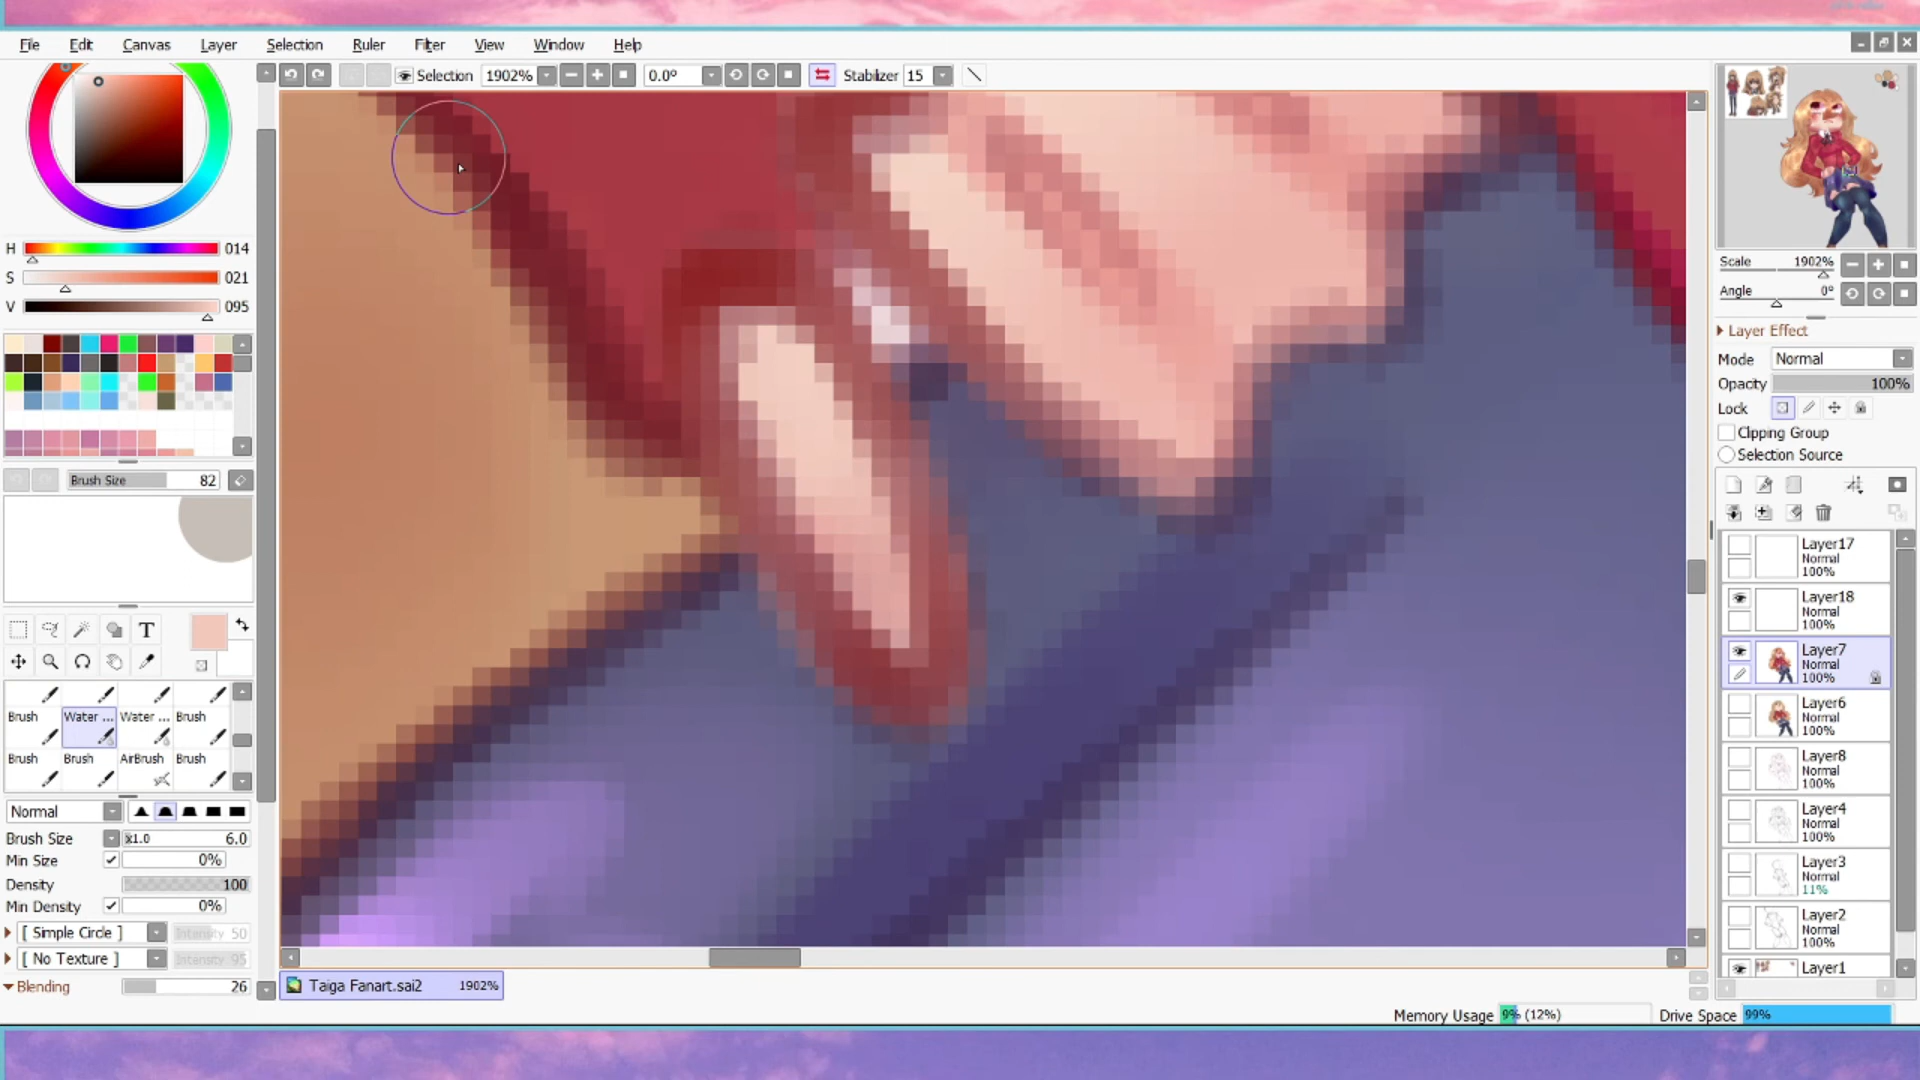 File Edit Canvas Layer Selection Ruler Filter View Window Help
Selection 1902% 0.0º Stabilizer 15
H 014
S 021
V 095
Brush Size 82
T
Brush Water ... Water ... Brush
Brush Brush AirBrush Brush
Normal
Brush Size x1.0 6.0
Min Size 0%
Density 100
Min Density 0%
[ Simple Circle ] Intensity 50
[ No Texture ] Intensity 95
Blending 26
Taiga Fanart.sai2 1902%
Scale 1902%
Angle 0º
Layer Effect
Mode Normal
Opacity 100%
Lock
Clipping Group
Selection Source
Layer17
Normal
100%
Layer18
Normal
100%
Layer7
Normal
100%
Layer6
Normal
100%
Layer8
Normal
100%
Layer4
Normal
100%
Layer3
Normal
11%
Layer2
Normal
100%
Layer1
Memory Usage 9% (12%) Drive Space 99%